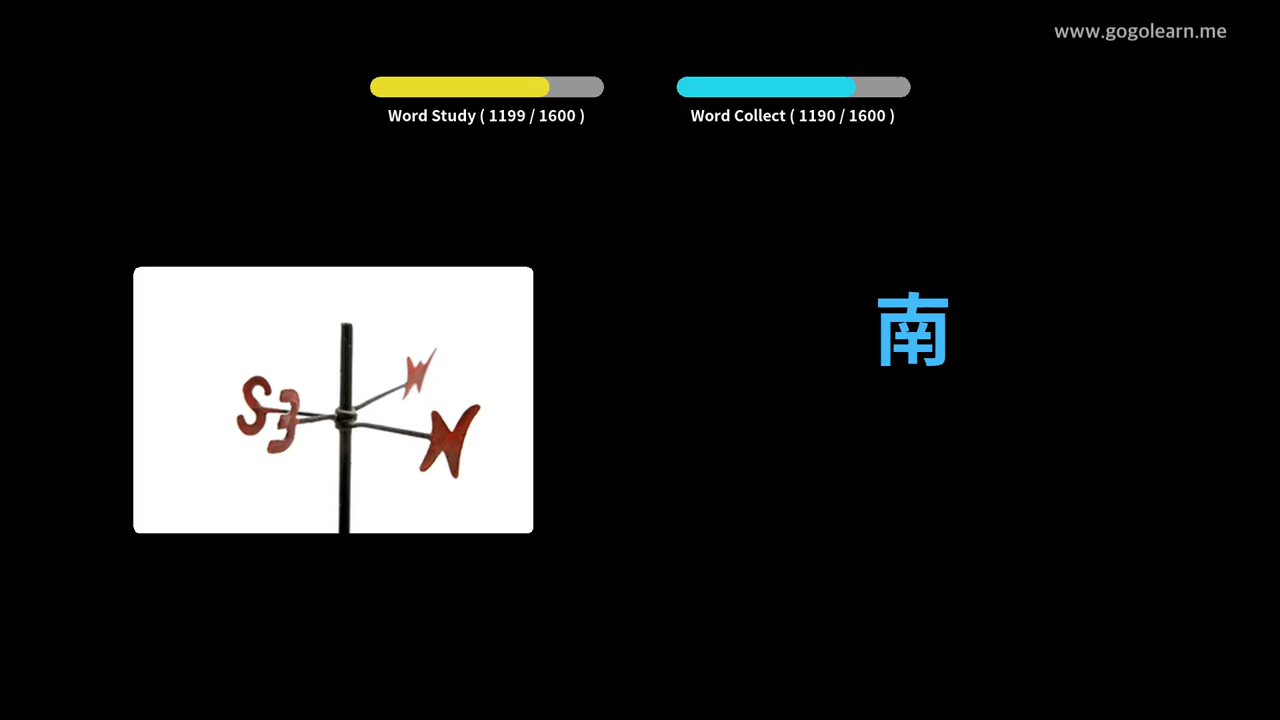 www.gogolearn.me
Word Study ( 1199 / 1600 )
Word Collect ( 1190 / 1600 )
南
S
E
N